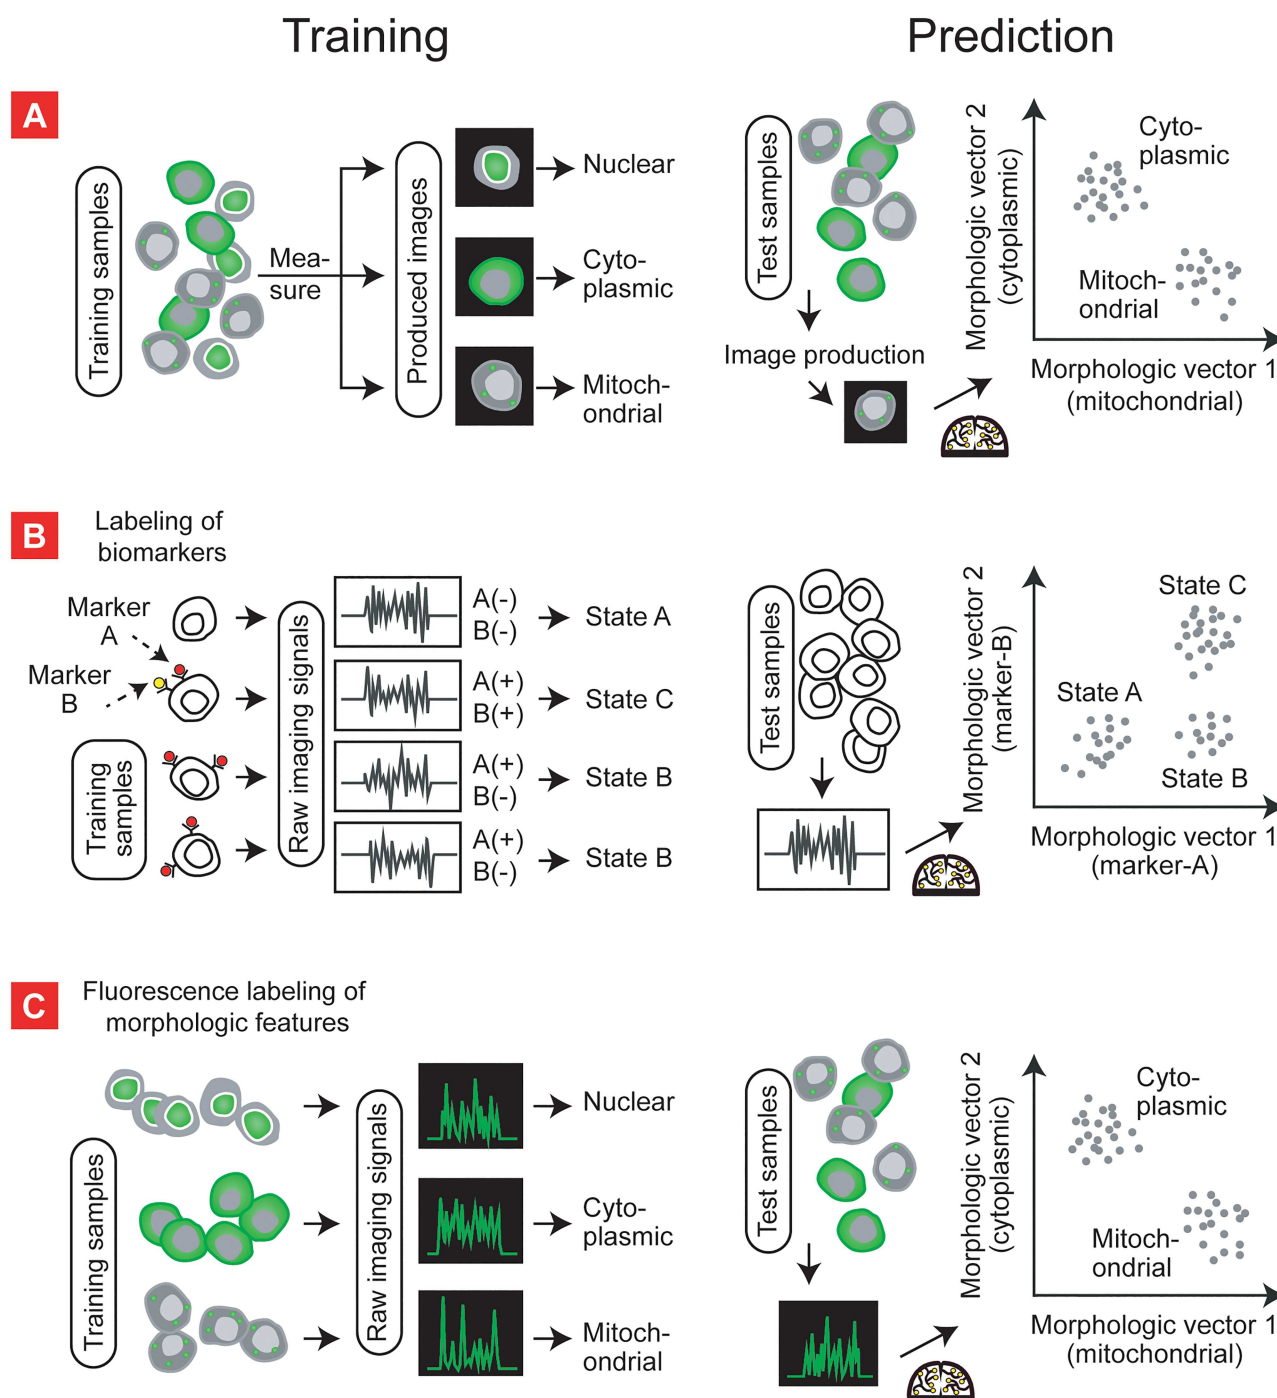 Training
Prediction
A
Training samples
Mea-
sure
Produced images
Nuclear
Cyto-
plasmic
Mitoch-
ondrial
Test samples
Image production
Morphologic vector 2
(cytoplasmic)
Cyto-
plasmic
Mitoch-
ondrial
Morphologic vector 1
(mitochondrial)
B
Labeling of
biomarkers
Marker
A
Marker
B
Training
samples
Raw imaging signals
A(-)
B(-)
State A
A(+)
B(+)
State C
A(+)
B(-)
State B
A(+)
B(-)
State B
Test samples
Morphologic vector 2
(marker-B)
State C
State A
State B
Morphologic vector 1
(marker-A)
C
Fluorescence labeling of
morphologic features
Training samples
Raw imaging signals
Nuclear
Cyto-
plasmic
Mitoch-
ondrial
Test samples
Morphologic vector 2
(cytoplasmic)
Cyto-
plasmic
Mitoch-
ondrial
Morphologic vector 1
(mitochondrial)